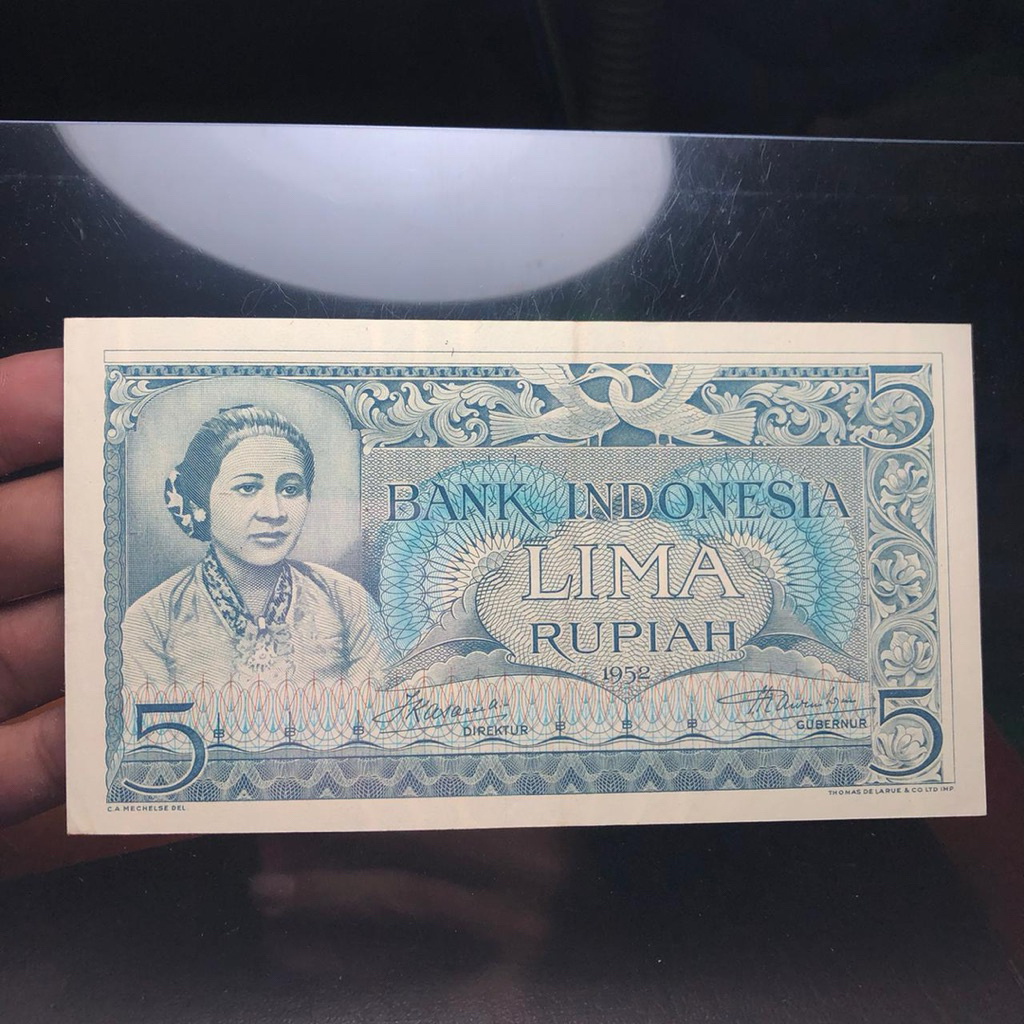 5
BANK INDONESIA
LIMA
RUPIAH
1952
DIREKTUR
GUBERNUR
5
5
C.A MECHELSE DEL
THOMAS DE LA RUE & CO LTD IMP